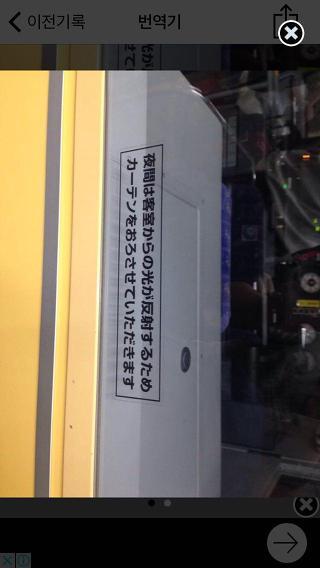 이전기록
번역기
夜間は客室からの光が反射するため
カーテンをおろさせていただきます